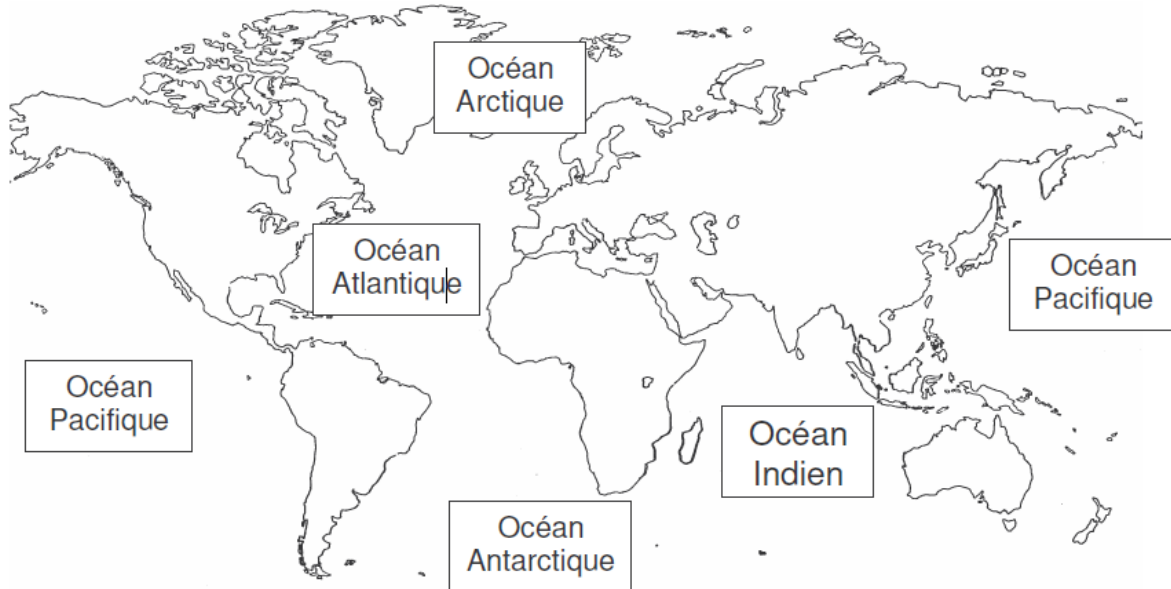 Océan
Arctique
Océan
Atlantique
Océan
Pacifique
Océan
Pacifique
Océan
Indien
Océan
Antarctique